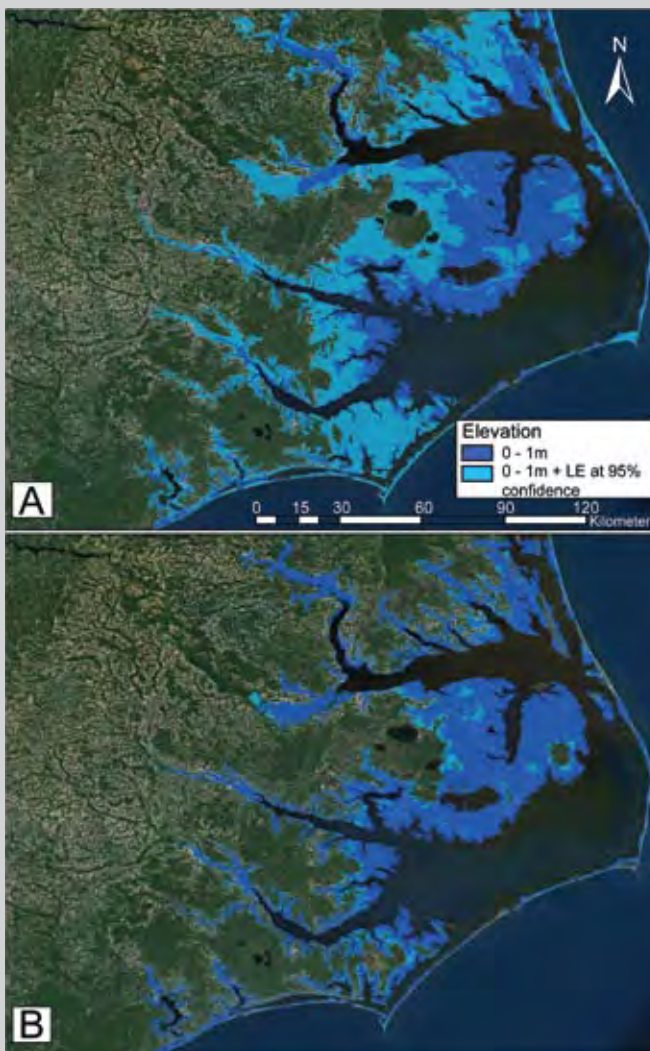 N
Elevation
0 - 1m
0 - 1m + LE at 95%
confidence
A
0 15 30 60 90 120
Kilometer
B